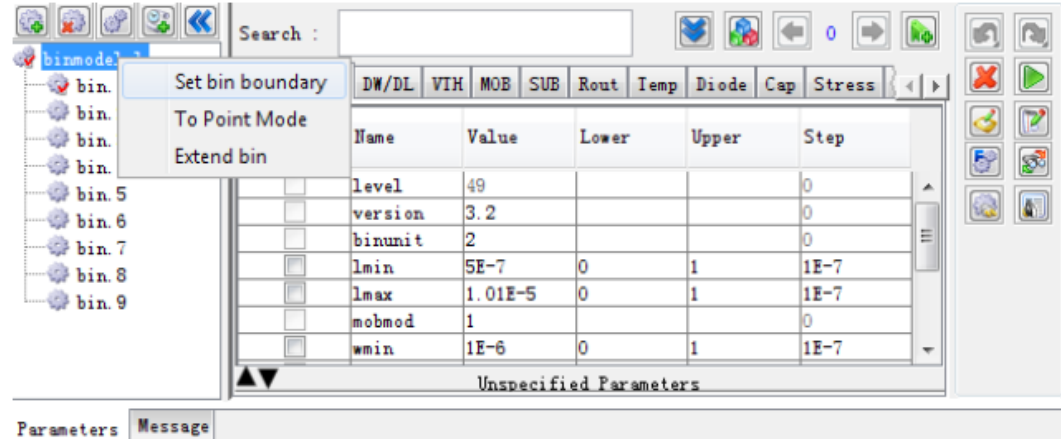 Search :
0
binmodel
bin.
bin.
bin.
bin.
bin.5
bin.6
bin.7
bin.8
bin.9
Set bin boundary
To Point Mode
Extend bin
DW/DL VTH MOB SUB Rout Temp Diode Cap Stress
Name Value Lower Upper Step
level 49 0
version 3.2 0
binunit 2 0
lmin 5E-7 0 1 1E-7
lmax 1.01E-5 0 1 1E-7
mobmod 1 0
wmin 1E-6 0 1 1E-7
Unspecified Parameters
Parameters Message